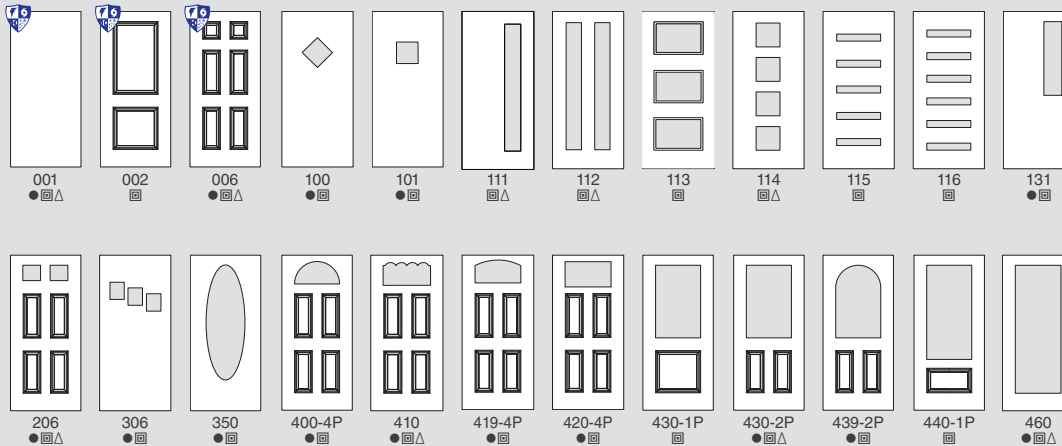 001 002 006 100 101 111 112 113 114 115 116 131
●▣△ ▣ ●▣△ ●▣ ●▣ ▣△ ▣△ ▣ ▣△ ▣ ▣ ●▣
206 306 350 400-4P 410 419-4P 420-4P 430-1P 430-2P 439-2P 440-1P 460
●▣△ ●▣ ●▣ ●▣ ●▣△ ●▣ ●▣ ▣ ●▣△ ●▣ ▣ ●▣△